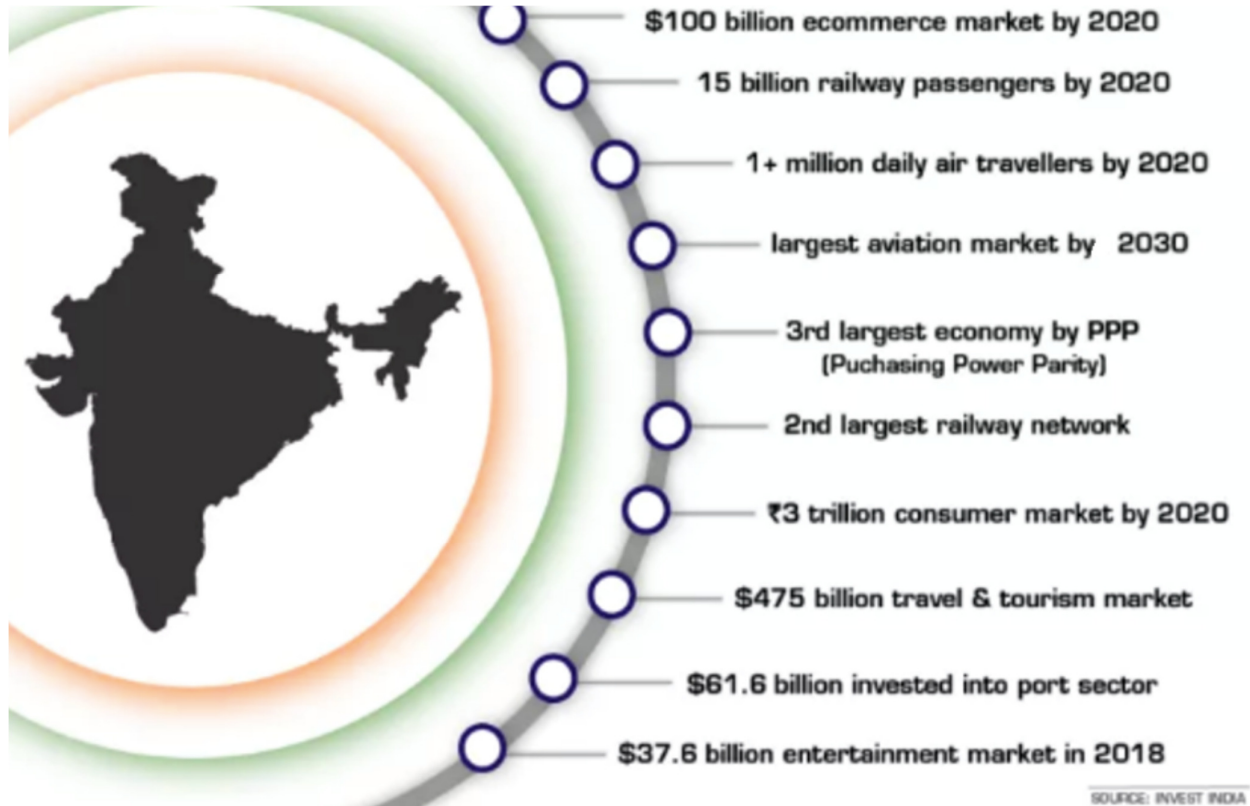 $100 billion ecommerce market by 2020
15 billion railway passengers by 2020
1+ million daily air travellers by 2020
largest aviation market by 2030
3rd largest economy by PPP
(Puchasing Power Parity)
2nd largest railway network
₹3 trillion consumer market by 2020
$475 billion travel & tourism market
$61.6 billion invested into port sector
$37.6 billion entertainment market in 2018
SOURCE: INVEST INDIA